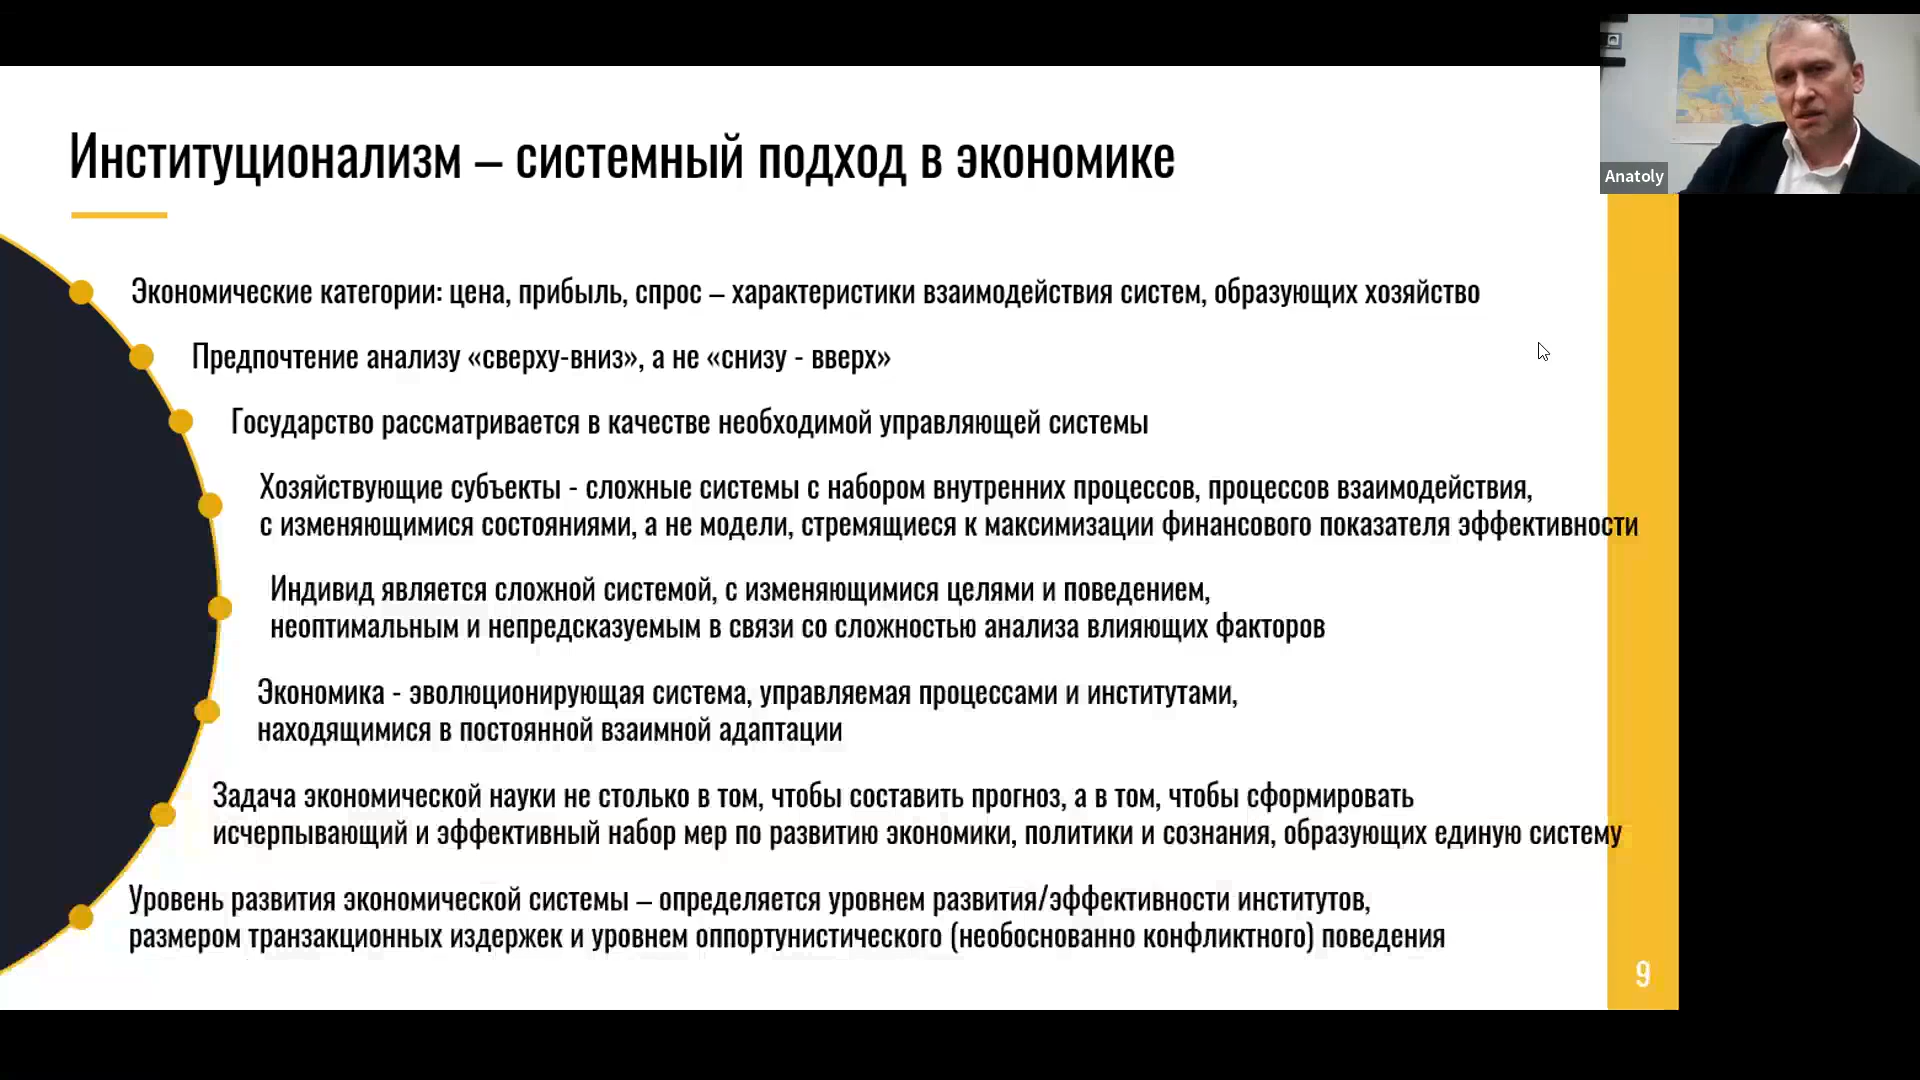 Институционализм – системный подход в экономике
Anatoly
Экономические категории: цена, прибыль, спрос – характеристики взаимодействия систем, образующих хозяйство
Предпочтение анализу «сверху-вниз», а не «снизу - вверх»
Государство рассматривается в качестве необходимой управляющей системы
Хозяйствующие субъекты - сложные системы с набором внутренних процессов, процессов взаимодействия,
с изменяющимися состояниями, а не модели, стремящиеся к максимизации финансового показателя эффективности
Индивид является сложной системой, с изменяющимися целями и поведением,
неоптимальным и непредсказуемым в связи со сложностью анализа влияющих факторов
Экономика - эволюционирующая система, управляемая процессами и институтами,
находящимися в постоянной взаимной адаптации
Задача экономической науки не столько в том, чтобы составить прогноз, а в том, чтобы сформировать
исчерпывающий и эффективный набор мер по развитию экономики, политики и сознания, образующих единую систему
Уровень развития экономической системы – определяется уровнем развития/эффективности институтов,
размером транзакционных издержек и уровнем оппортунистического (необоснованно конфликтного) поведения
9